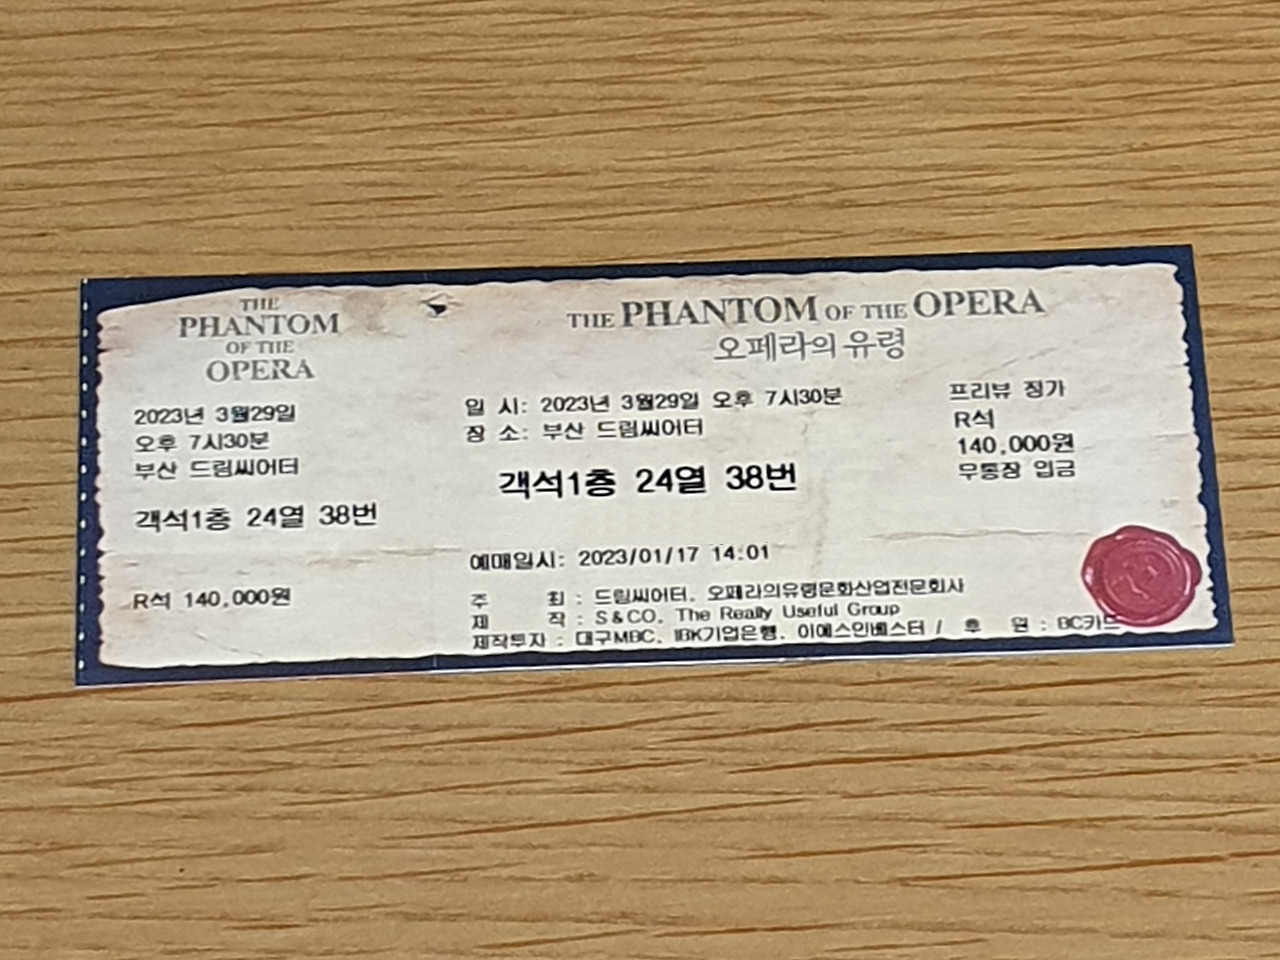 THE
PHANTOM
OF THE
OPERA
2023년 3월29일
오후 7시30분
부산 드림씨어터
객석1층 24열 38번
R석 140,000원
THE PHANTOM OF THE OPERA
오페라의 유령
일 시: 2023년 3월29일 오후 7시30분
장 소: 부산 드림씨어터
객석1층 24열 38번
프리뷰 정가
R석
140,000원
무통장 입금
예매일시: 2023/01/17 14:01
주 최 : 드림씨어터, 오페라의유령문화산업전문회사
제 작 : S&CO, The Really Useful Group
제작투자 : 대구MBC, IBK기업은행, 이에스인베스터 / 후 원 : BC카드